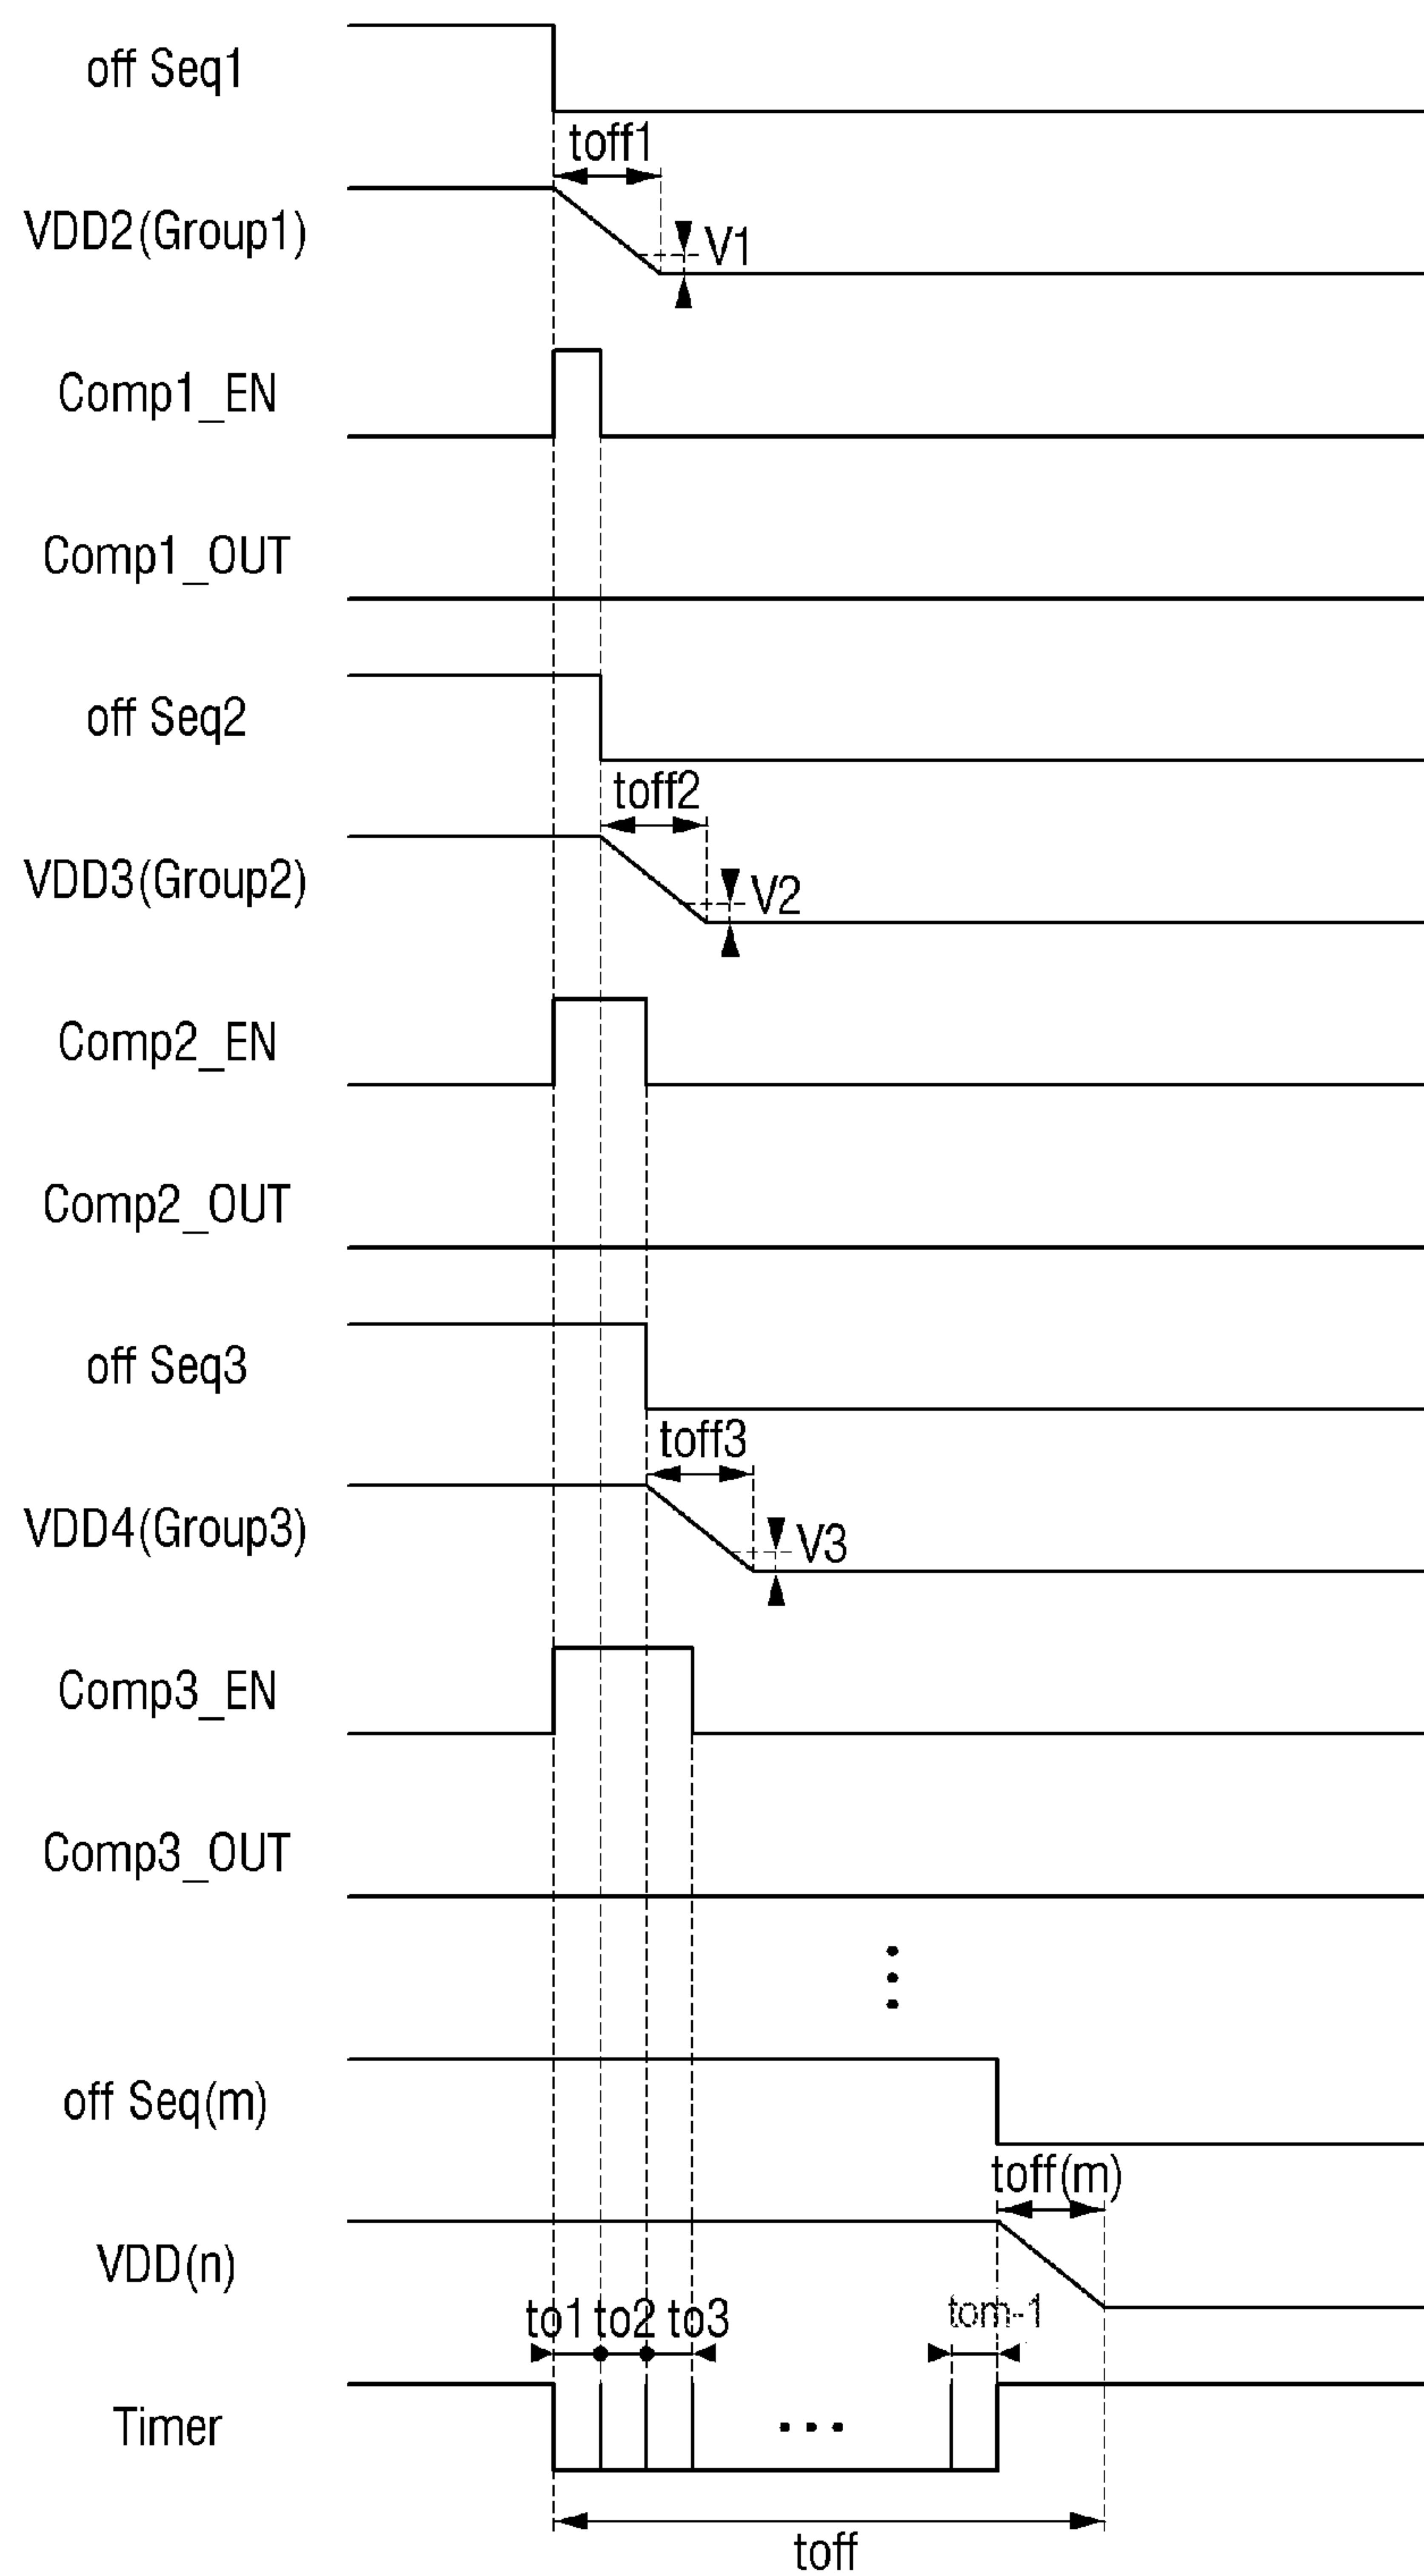 off Seq1
toff1
VDD2(Group1)
V1
Comp1_EN
Comp1_OUT
off Seq2
toff2
VDD3(Group2)
V2
Comp2_EN
Comp2_OUT
off Seq3
toff3
VDD4(Group3)
V3
Comp3_EN
Comp3_OUT
off Seq(m)
toff(m)
VDD(n)
to1 to2 to3 tom-1
Timer
toff